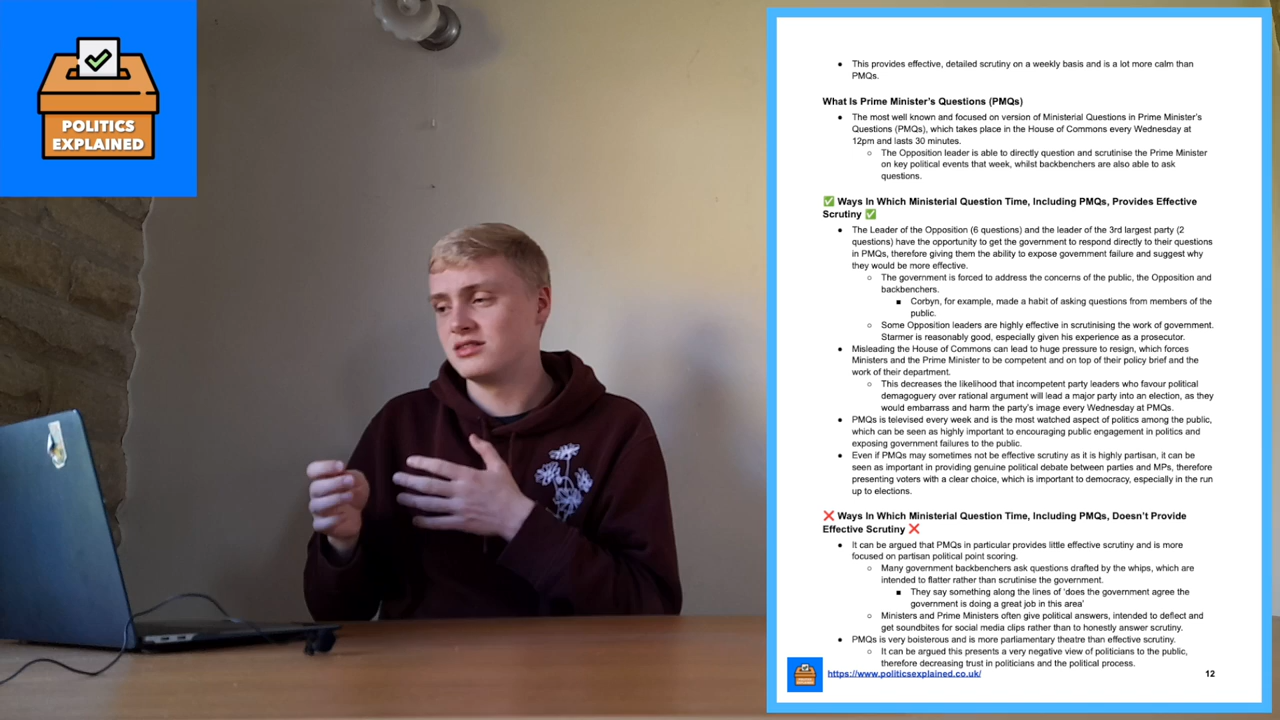 POLITICS
EXPLAINED
● This provides effective, detailed scrutiny on a weekly basis and is a lot more calm than
PMQs.
What Is Prime Minister's Questions (PMQs)
● The most well known and focused on version of Ministerial Questions in Prime Minister's
Questions (PMQs), which takes place in the House of Commons every Wednesday at
12pm and lasts 30 minutes.
○ The Opposition leader is able to directly question and scrutinise the Prime Minister
on key political events that week, whilst backbenchers are also able to ask
questions.
✅ Ways In Which Ministerial Question Time, Including PMQs, Provides Effective
Scrutiny ✅
● The Leader of the Opposition (6 questions) and the leader of the 3rd largest party (2
questions) have the opportunity to get the government to respond directly to their questions
in PMQs, therefore giving them the ability to expose government failure and suggest why
they would be more effective.
○ The government is forced to address the concerns of the public, the Opposition and
backbenchers.
■ Corbyn, for example, made a habit of asking questions from members of the
public.
○ Some Opposition leaders are highly effective in scrutinising the work of government.
Starmer is reasonably good, especially given his experience as a prosecutor.
● Misleading the House of Commons can lead to huge pressure to resign, which forces
Ministers and the Prime Minister to be competent and on top of their policy brief and the
work of their department.
○ This decreases the likelihood that incompetent party leaders who favour political
demagoguery over rational argument will lead a major party into an election, as they
would embarrass and harm the party's image every Wednesday at PMQs.
● PMQs is televised every week and is the most watched aspect of politics among the public,
which can be seen as highly important to encouraging public engagement in politics and
exposing government failures to the public.
● Even if PMQs may sometimes not be effective scrutiny as it is highly partisan, it can be
seen as important in providing genuine political debate between parties and MPs, therefore
presenting voters with a clear choice, which is important to democracy, especially in the run
up to elections.
❌ Ways In Which Ministerial Question Time, Including PMQs, Doesn't Provide
Effective Scrutiny ❌
● It can be argued that PMQs in particular provides little effective scrutiny and is more
focused on partisan political point scoring.
○ Many government backbenchers ask questions drafted by the whips, which are
intended to flatter rather than scrutinise the government.
■ They say something along the lines of 'does the government agree the
government is doing a great job in this area'
○ Ministers and Prime Ministers often give political answers, intended to deflect and
get soundbites for social media clips rather than to honestly answer scrutiny.
● PMQs is very boisterous and is more parliamentary theatre than effective scrutiny.
○ It can be argued this presents a very negative view of politicians to the public,
therefore decreasing trust in politicians and the political process.
https://www.politicsexplained.co.uk/
12